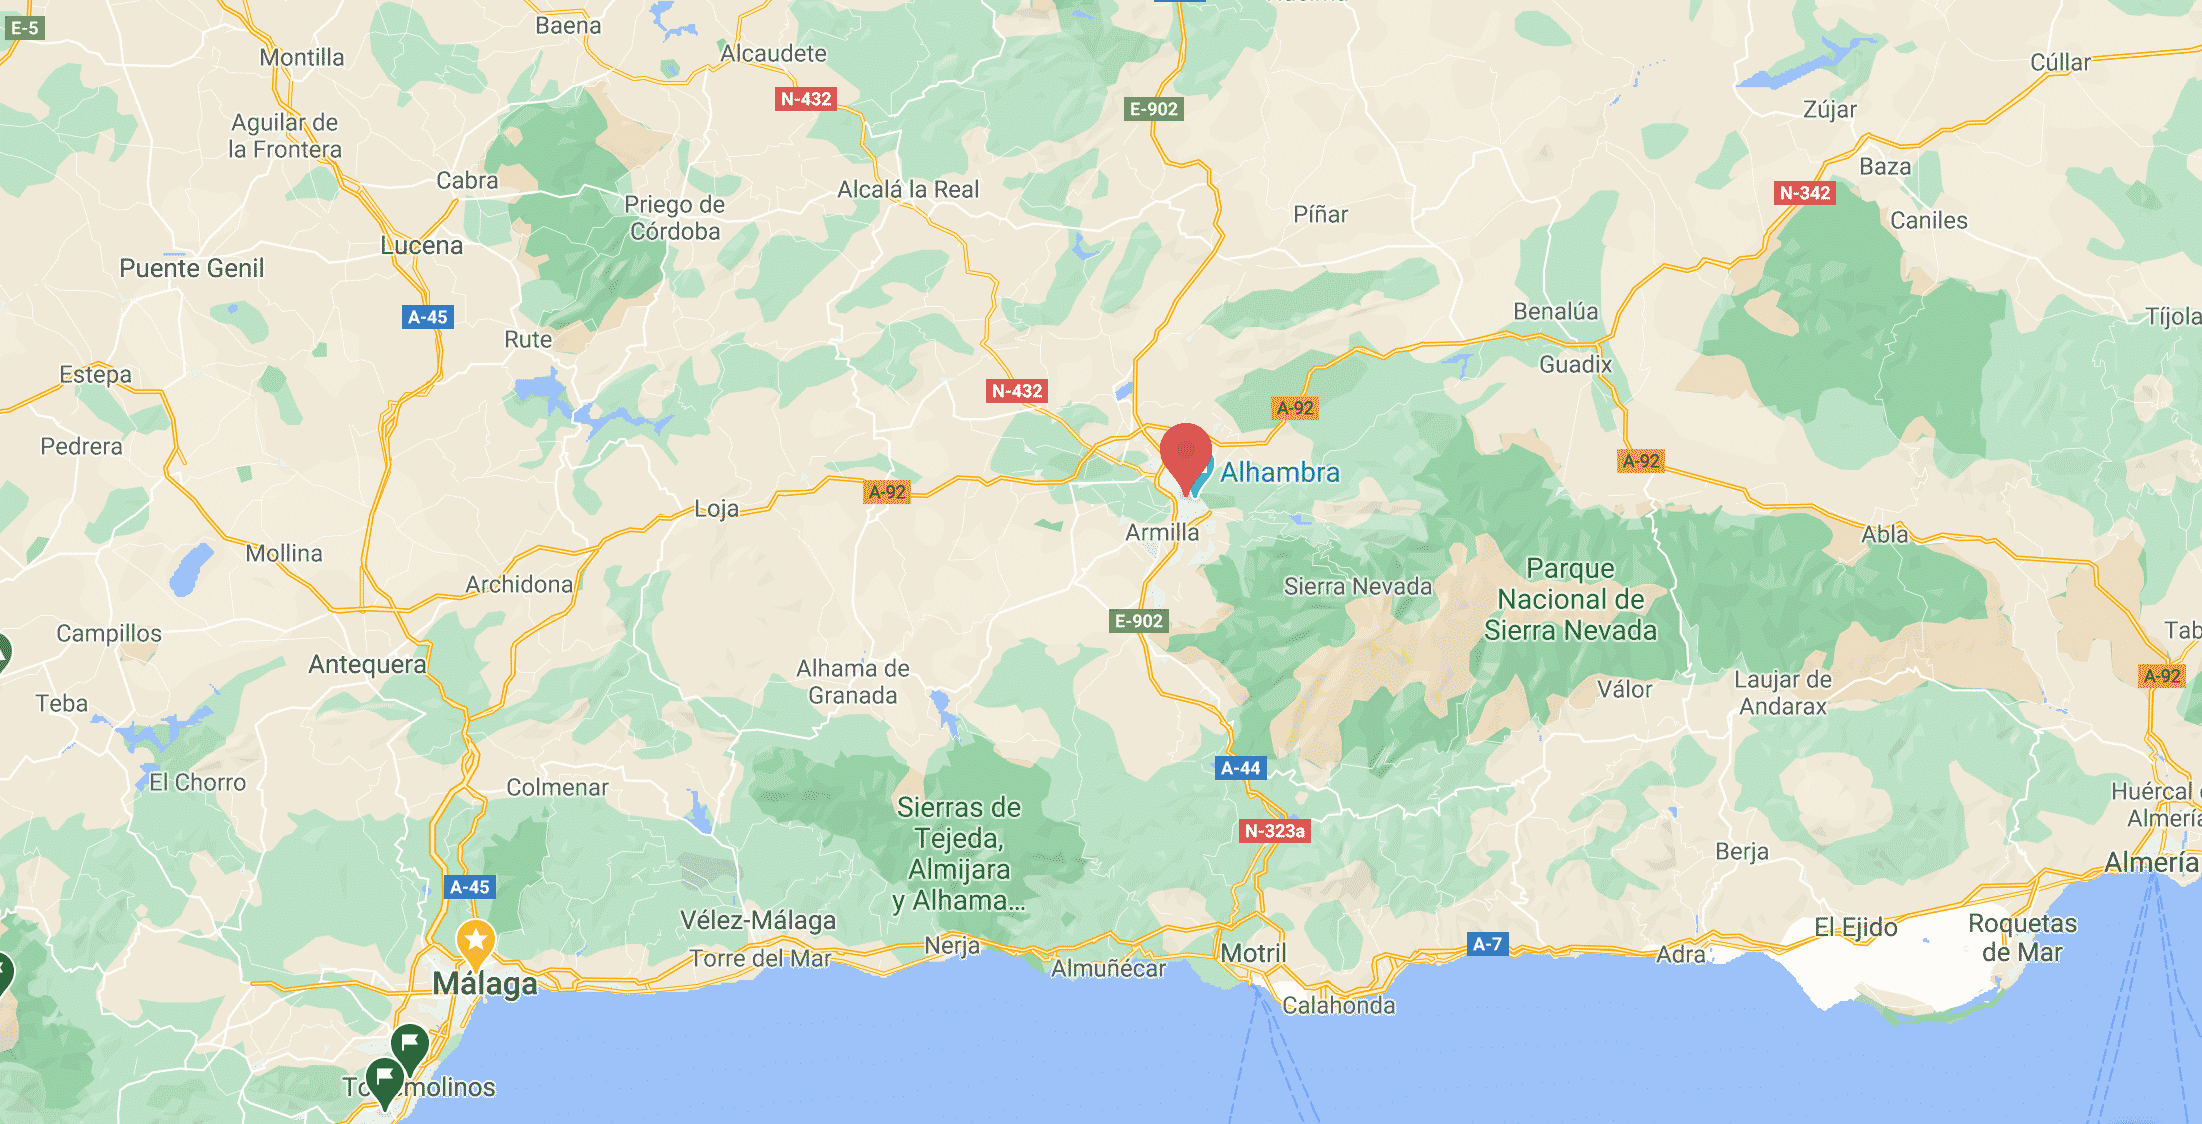 E-5
Baena
Montilla
Alcaudete
Cúllar
N-432
E-902
Zújar
Aguilar de
la Frontera
Baza
Cabra
Alcalá la Real
N-342
Priego de
Córdoba
Píñar
Caniles
Lucena
Puente Genil
A-45
Benalúa
Tíjola
Rute
Guadix
Estepa
N-432
A-92
Pedrera
A-92
Alhambra
A-92
Loja
Armilla
Abla
Mollina
Parque
Nacional de
Sierra Nevada
Archidona
Sierra Nevada
E-902
Campillos
Tab
Antequera
Alhama de
Granada
A-92
Teba
Válor
Laujar de
Andarax
A-44
El Chorro
Colmenar
Huércal
Almería
Sierras de
Tejeda,
Almijara
y Alhama...
N-323a
Berja
Almería
A-45
Vélez-Málaga
El Ejido
Roquetas
de Mar
Nerja
Motril
A-7
Torre del Mar
Almuñécar
Adra
Málaga
Calahonda
To molinos